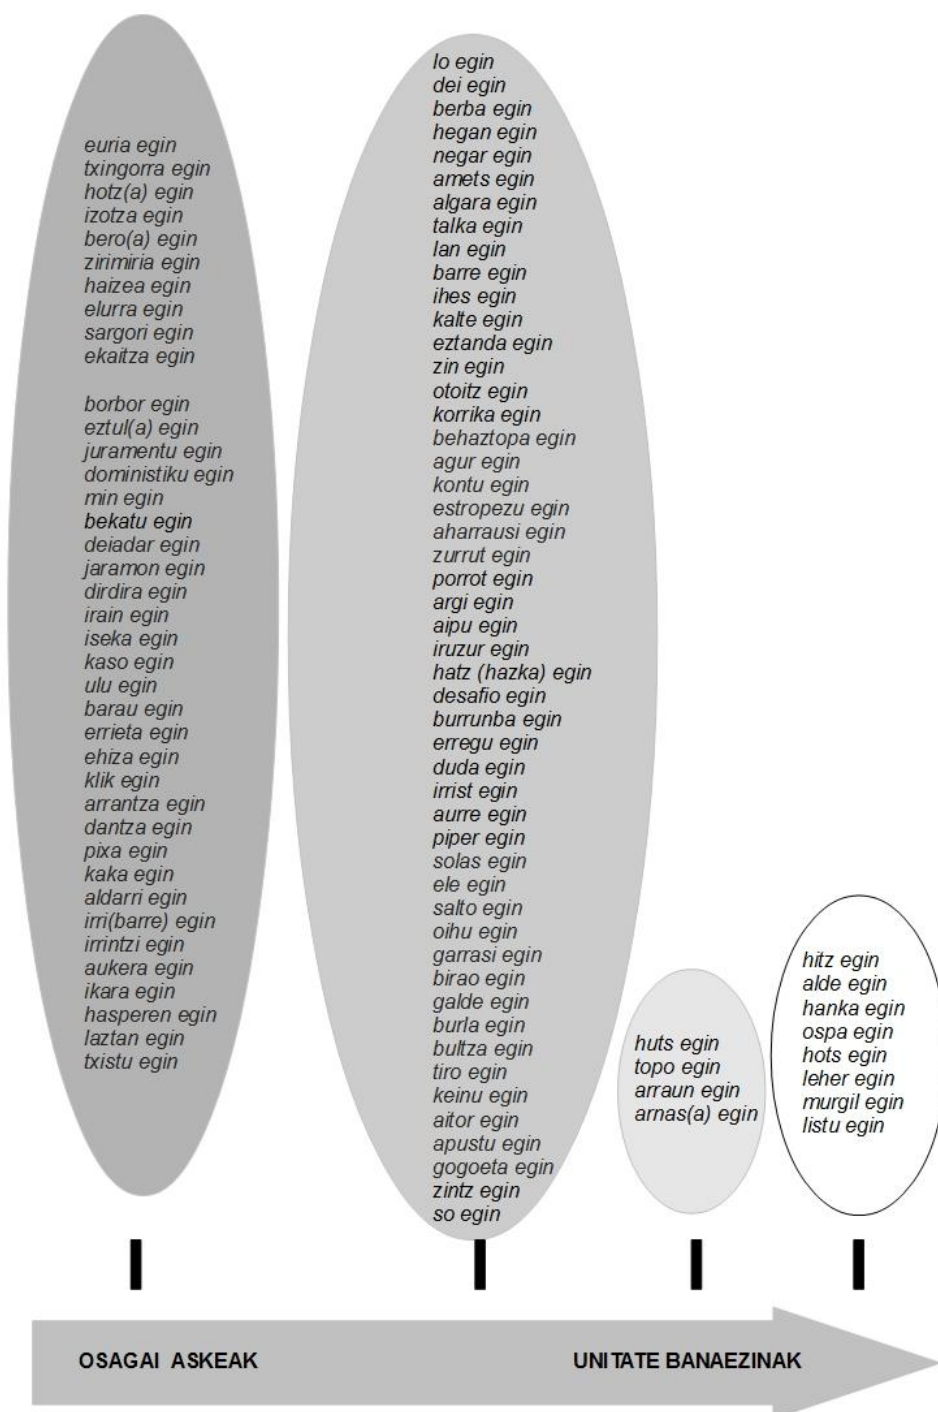 euria egin
txingorra egin
hotz(a) egin
izotza egin
bero(a) egin
zirimiria egin
haizea egin
elurra egin
sargori egin
ekaitza egin
borbor egin
eztul(a) egin
juramentu egin
doministiku egin
min egin
bekatu egin
deiadar egin
jaramon egin
dirdira egin
irain egin
iseka egin
kaso egin
ulu egin
barau egin
errieta egin
ehiza egin
klik egin
arrantza egin
dantza egin
pixa egin
kaka egin
aldarri egin
irri(barre) egin
irrintzi egin
aukera egin
ikara egin
hasperen egin
laztan egin
txistu egin
lo egin
dei egin
berba egin
hegan egin
negar egin
amets egin
algara egin
talka egin
lan egin
barre egin
ihes egin
kalte egin
eztanda egin
zin egin
otoitz egin
korrika egin
behaztopa egin
agur egin
kontu egin
estropezu egin
aharrausi egin
zurrut egin
porrot egin
argi egin
aipu egin
iruzur egin
hatz (hazka) egin
desafio egin
burrunba egin
erregu egin
duda egin
irrist egin
aurre egin
piper egin
solas egin
ele egin
salto egin
oihu egin
garrasi egin
birao egin
galde egin
burla egin
bultza egin
tiro egin
keinu egin
aitor egin
apustu egin
gogoeta egin
zintz egin
so egin
huts egin
topo egin
arraun egin
arnas(a) egin
hitz egin
alde egin
hanka egin
ospa egin
hots egin
leher egin
murgil egin
listu egin
OSAGAI ASKEAK
UNITATE BANAEZINAK